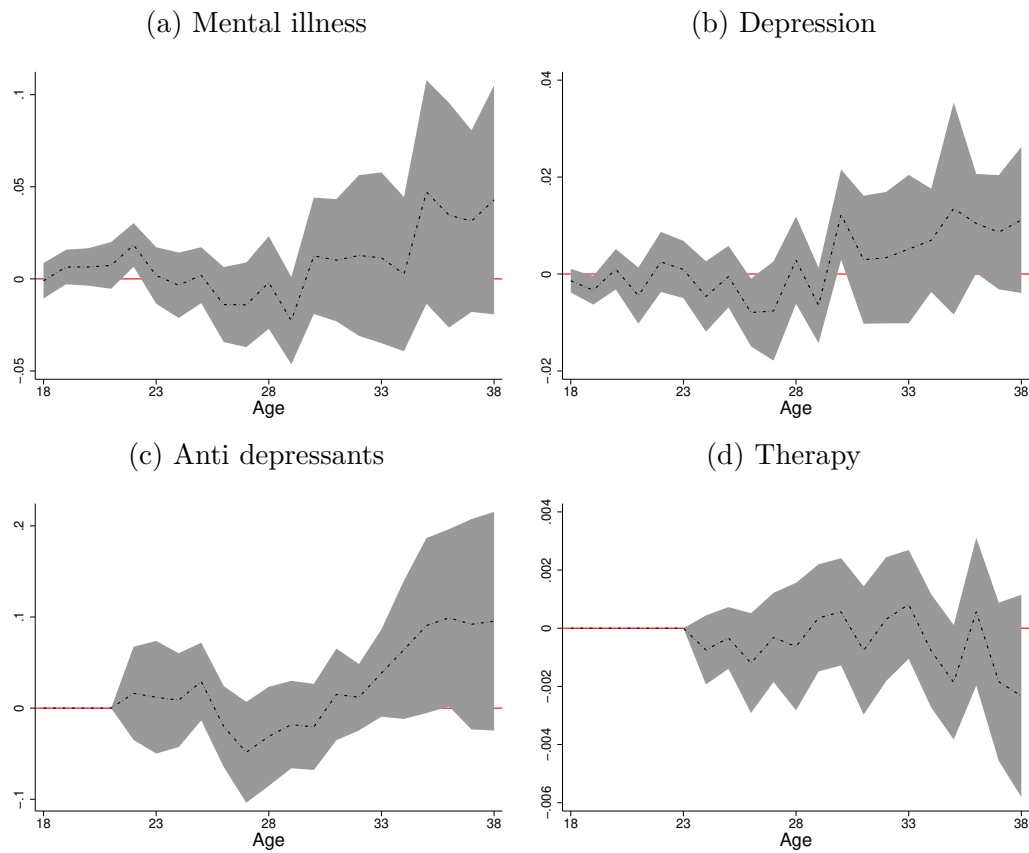 (a) Mental illness
.1
.05
0
-.05
18 23 28 33 38
Age
(b) Depression
.04
.02
0
-.02
18 23 28 33 38
Age
(c) Anti depressants
.2
.1
0
-.1
18 23 28 33 38
Age
(d) Therapy
.004
.002
0
-.002
-.004
-.006
18 23 28 33 38
Age